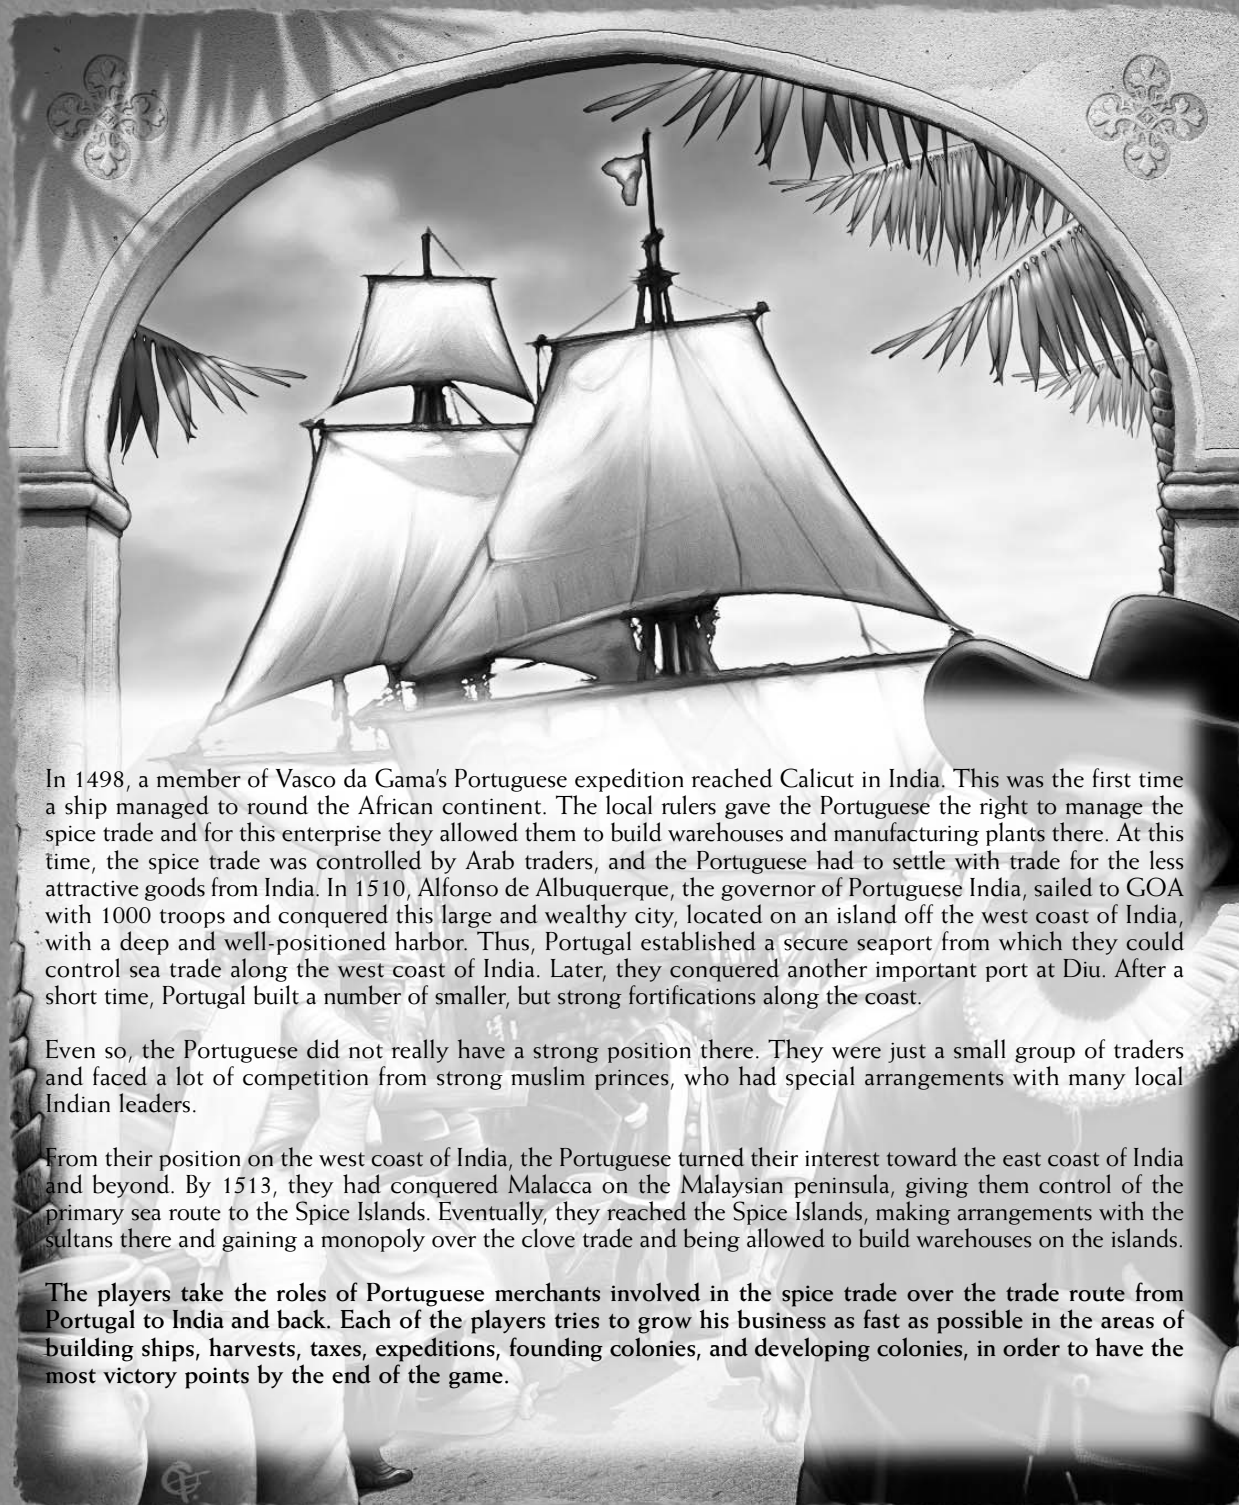 In 1498, a member of Vasco da Gama's Portuguese expedition reached Calicut in India. This was the first time
a ship managed to round the African continent. The local rulers gave the Portuguese the right to manage the
spice trade and for this enterprise they allowed them to build warehouses and manufacturing plants there. At this
time, the spice trade was controlled by Arab traders, and the Portuguese had to settle with trade for the less
attractive goods from India. In 1510, Alfonso de Albuquerque, the governor of Portuguese India, sailed to GOA
with 1000 troops and conquered this large and wealthy city, located on an island off the west coast of India,
with a deep and well-positioned harbor. Thus, Portugal established a secure seaport from which they could
control sea trade along the west coast of India. Later, they conquered another important port at Diu. After a
short time, Portugal built a number of smaller, but strong fortifications along the coast.
Even so, the Portuguese did not really have a strong position there. They were just a small group of traders
and faced a lot of competition from strong muslim princes, who had special arrangements with many local
Indian leaders.
From their position on the west coast of India, the Portuguese turned their interest toward the east coast of India
and beyond. By 1513, they had conquered Malacca on the Malaysian peninsula, giving them control of the
primary sea route to the Spice Islands. Eventually, they reached the Spice Islands, making arrangements with the
sultans there and gaining a monopoly over the clove trade and being allowed to build warehouses on the islands.
The players take the roles of Portuguese merchants involved in the spice trade over the trade route from
Portugal to India and back. Each of the players tries to grow his business as fast as possible in the areas of
building ships, harvests, taxes, expeditions, founding colonies, and developing colonies, in order to have the
most victory points by the end of the game.